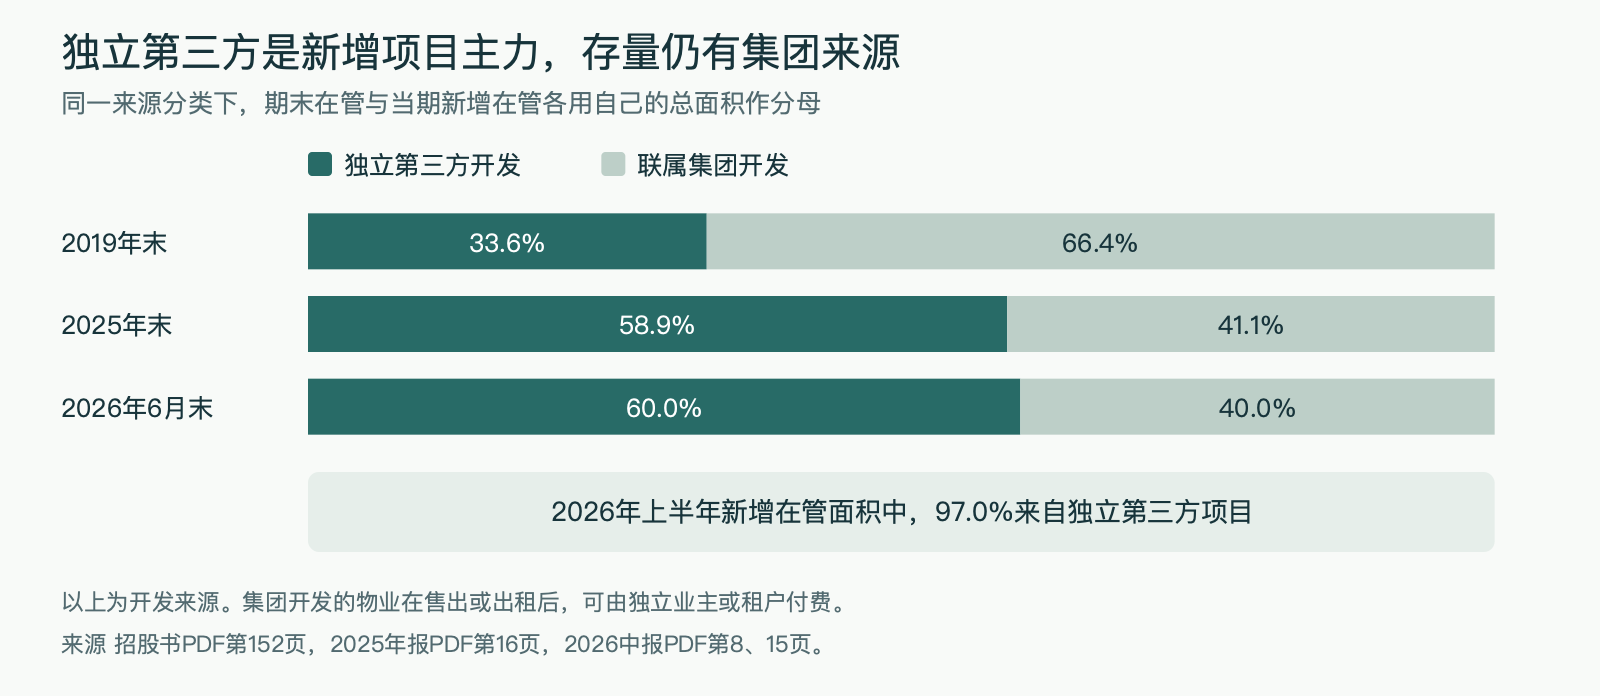 独立第三方是新增项目主力，存量仍有集团来源
同一来源分类下，期末在管与当期新增在管各用自己的总面积作分母
独立第三方开发 联属集团开发
2019年末 33.6% 66.4%
2025年末 58.9% 41.1%
2026年6月末 60.0% 40.0%
2026年上半年新增在管面积中，97.0%来自独立第三方项目
以上为开发来源。集团开发的物业在售出或出租后，可由独立业主或租户付费。
来源 招股书PDF第152页，2025年报PDF第16页，2026中报PDF第8、15页。